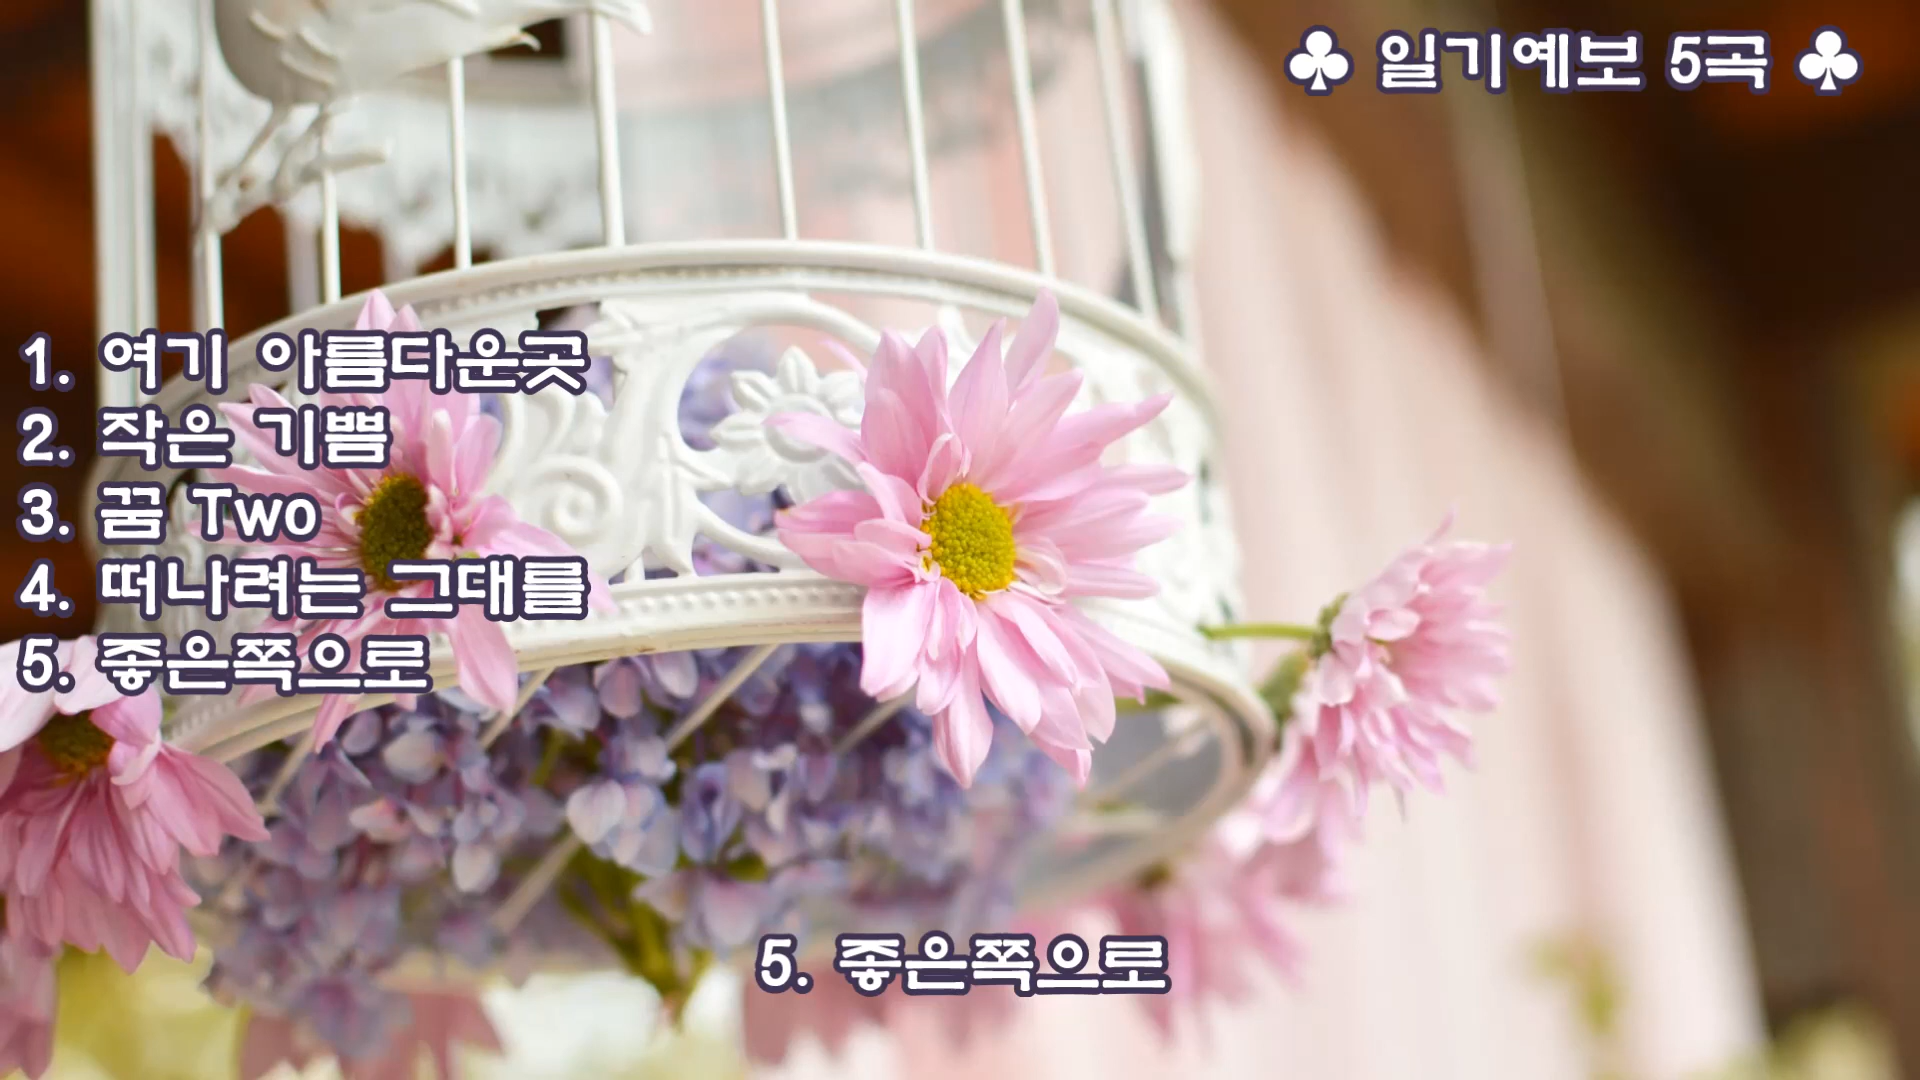 ♣ 일기예보 5곡 ♣
1. 여기 아름다운곳
2. 작은 기쁨
3. 꿈 Two
4. 떠나려는 그대를
5. 좋은쪽으로
5. 좋은쪽으로